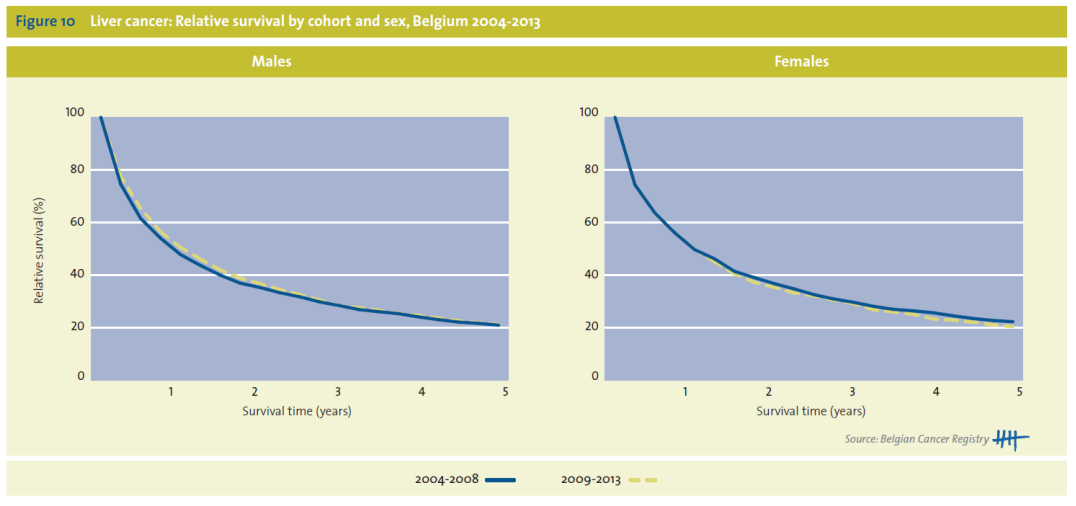 Figure 10 Liver cancer: Relative survival by cohort and sex, Belgium 2004-2013
Males
Females
Relative survival (%)
100
80
60
40
20
0
1 2 3 4 5
Survival time (years)
100
80
60
40
20
0
1 2 3 4 5
Survival time (years)
Source: Belgian Cancer Registry
2004-2008 2009-2013